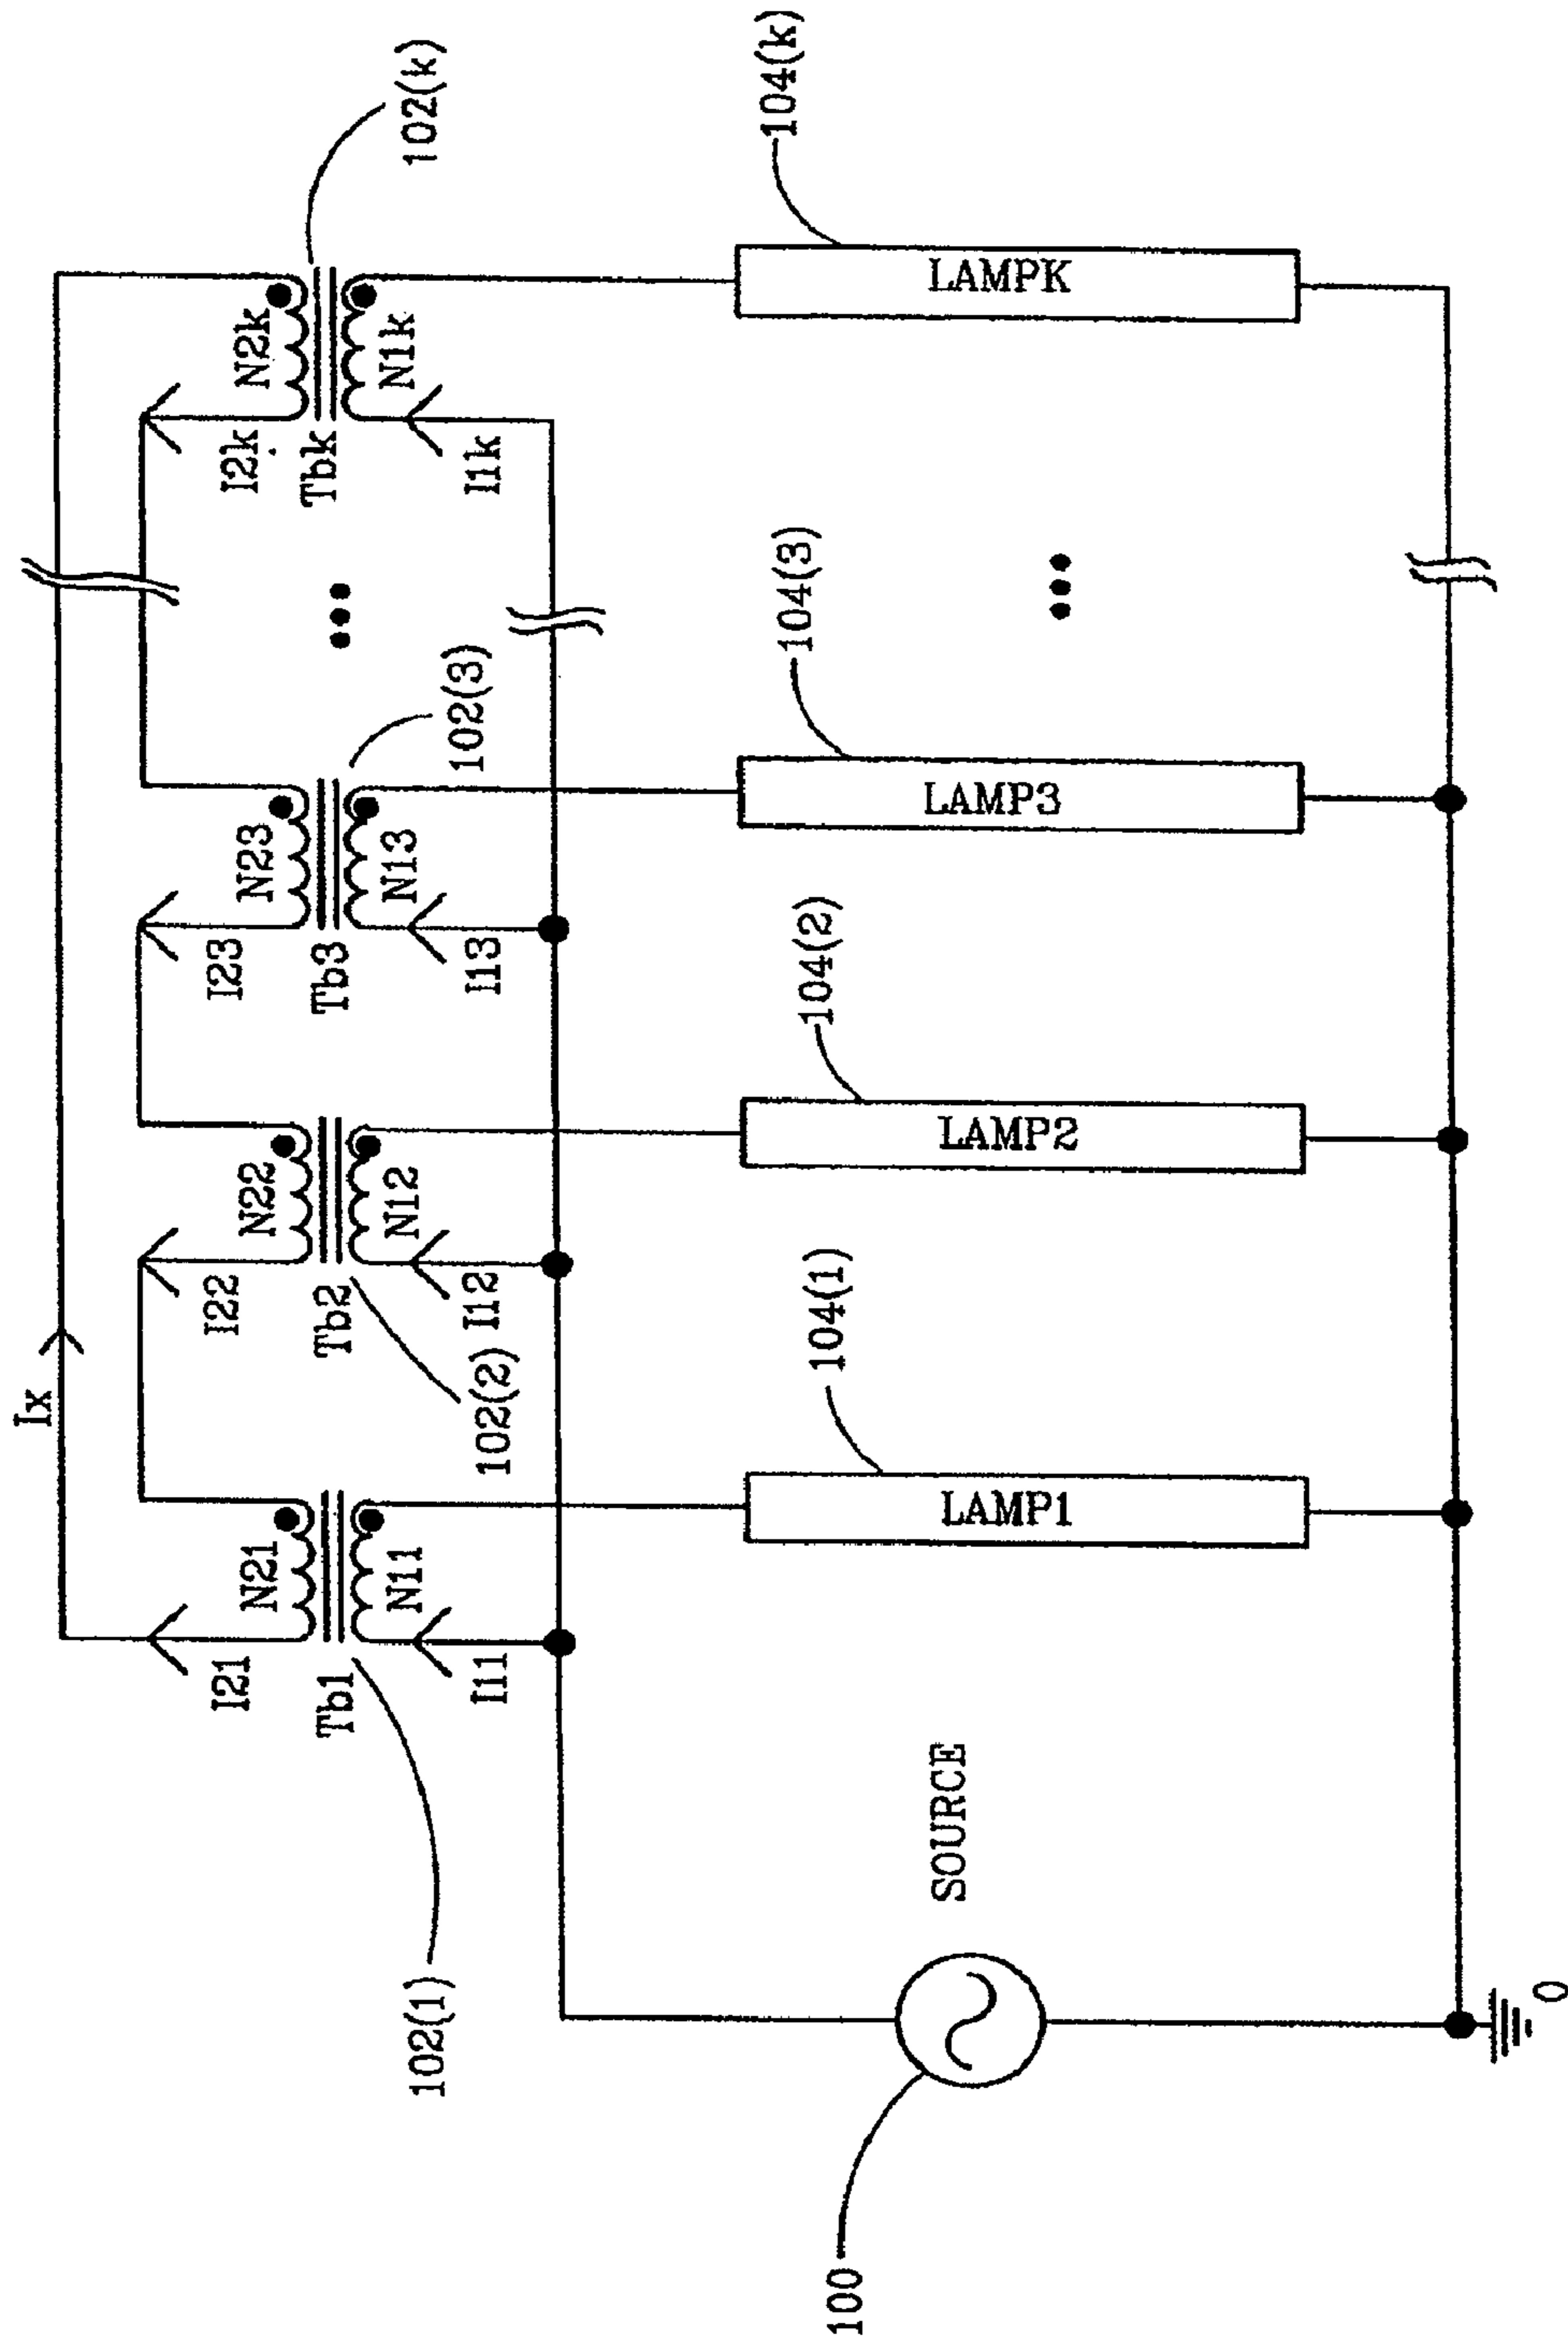 Ix
I21
N21
I22
N22
I23
N23
I2k
N2k
Tb1
Tb2
Tb3
Tbk
N11
N12
N13
N1k
102(1)
I11
102(2)
I12
102(3)
I13
I1k
102(k)
104(1)
104(2)
104(3)
104(k)
100
SOURCE
LAMP1
LAMP2
LAMP3
LAMPK
0